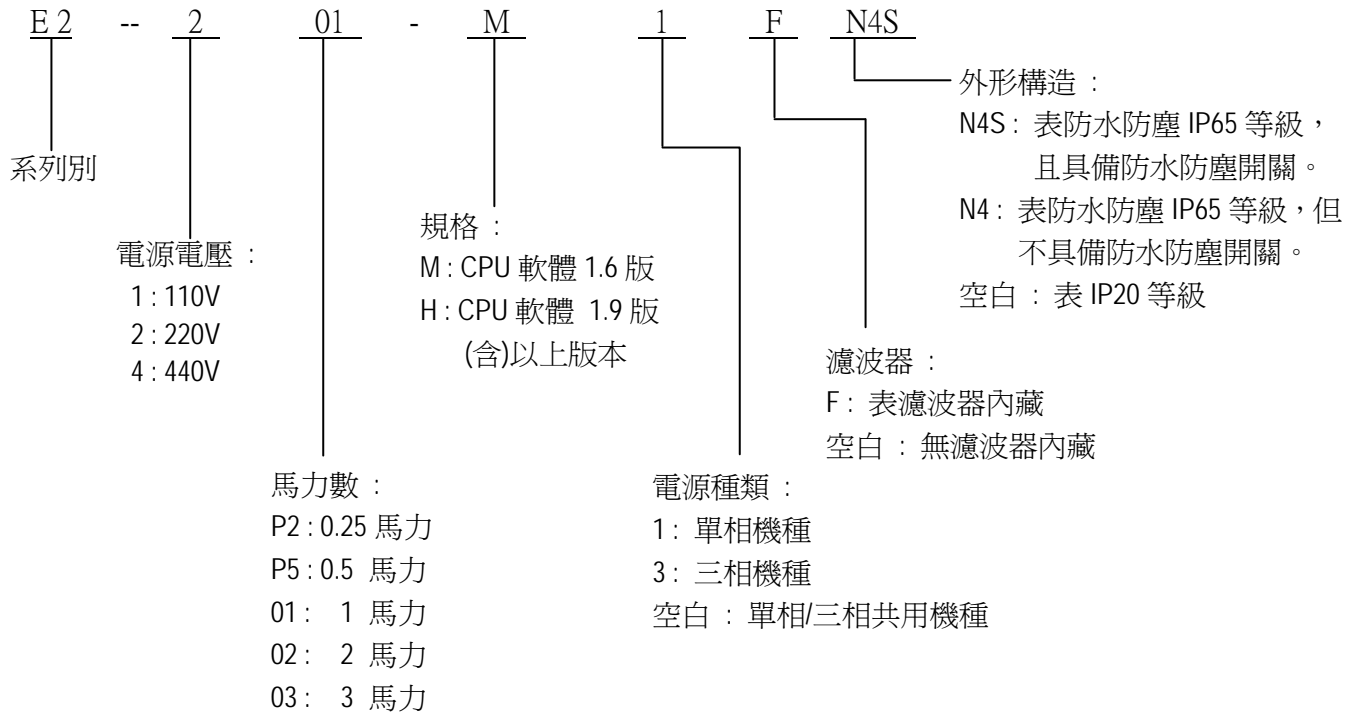 E 2 -- 2 01 - M 1 F N4S
系列別
電源電壓：
1 : 110V
2 : 220V
4 : 440V
馬力數：
P2 : 0.25 馬力
P5 : 0.5 馬力
01 : 1 馬力
02 : 2 馬力
03 : 3 馬力
規格：
M : CPU 軟體 1.6 版
H : CPU 軟體 1.9 版
(含)以上版本
電源種類：
1 : 單相機種
3 : 三相機種
空白：單相/三相共用機種
濾波器：
F : 表濾波器內藏
空白：無濾波器內藏
外形構造：
N4S : 表防水防塵 IP65 等級，
且具備防水防塵開關。
N4 : 表防水防塵 IP65 等級，但
不具備防水防塵開關。
空白：表 IP20 等級